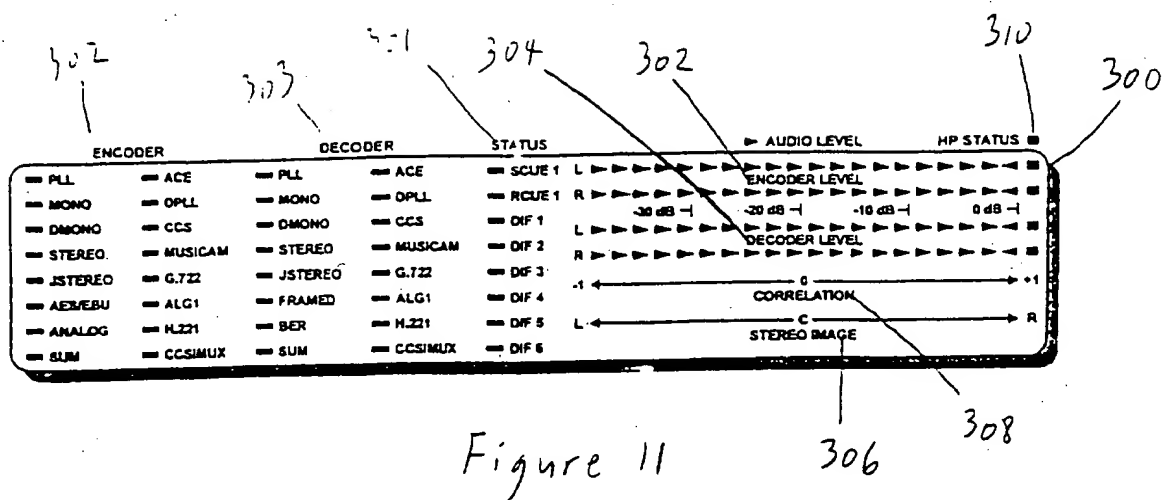 302
303
304
302
310
300
ENCODER
DECODER
STATUS
AUDIO LEVEL
HP STATUS
PLL ACE PLL ACE SCUE 1 L
ENCODER LEVEL
MONO DPLL MONO DPLL RCUE 1 R
-30 dB -20 dB -10 dB 0 dB
DMONO CCS DMONO CCS DIF 1 L
DECODER LEVEL
STEREO. MUSICAM STEREO MUSICAM DIF 2 R
JSTEREO G.722 JSTEREO G.722 DIF 3 -1 0 +1
CORRELATION
AES/EBU ALG1 FRAMED ALG1 DIF 4
ANALOG H.221 BER H.221 DIF 5 L C R
STEREO IMAGE
SUM CCSIMUX SUM CCSIMUX DIF 6
308
306
Figure 11